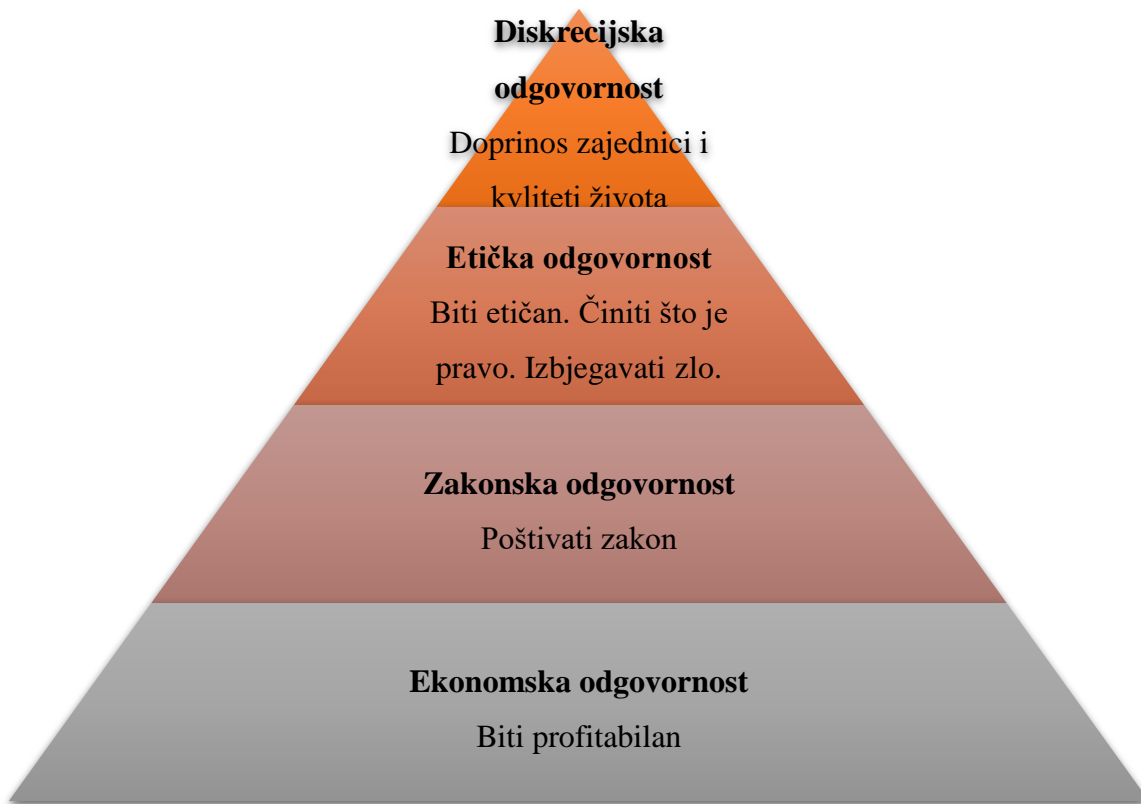 Diskrecijska
odgovornost
Doprinos zajednici i
kvliteti života
Etička odgovornost
Biti etičan. Činiti što je
pravo. Izbjegavati zlo.
Zakonska odgovornost
Poštivati zakon
Ekonomska odgovornost
Biti profitabilan